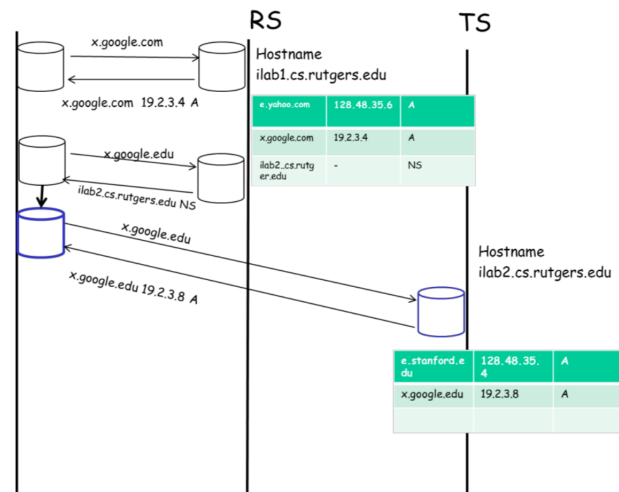 RS
TS
x.google.com
Hostname
ilab1.cs.rutgers.edu
x.google.com 19.2.3.4 A
e.yahoo.com 128.48.35.6 A
x.google.com 19.2.3.4 A
ilab2.cs.rutg
er.edu - NS
x.google.edu
ilab2.cs.rutgers.edu NS
x.google.edu
Hostname
ilab2.cs.rutgers.edu
x.google.edu 19.2.3.8 A
e.stanford.e
du 128.48.35.
4 A
x.google.edu 19.2.3.8 A